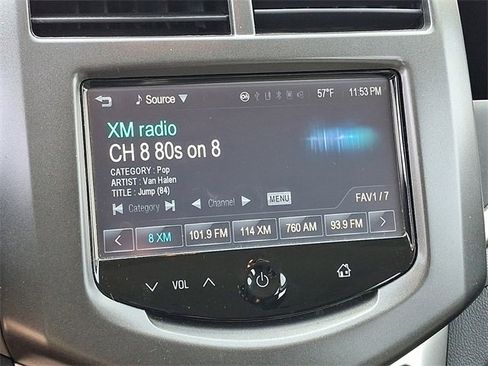 Source 57°F 11:53 PM
XM radio
CH 8 80s on 8
CATEGORY : Pop
ARTIST : Van Halen
TITLE : Jump (84)
Category Channel MENU FAV1 / 7
8 XM 101.9 FM 114 XM 760 AM 93.9 FM
VOL